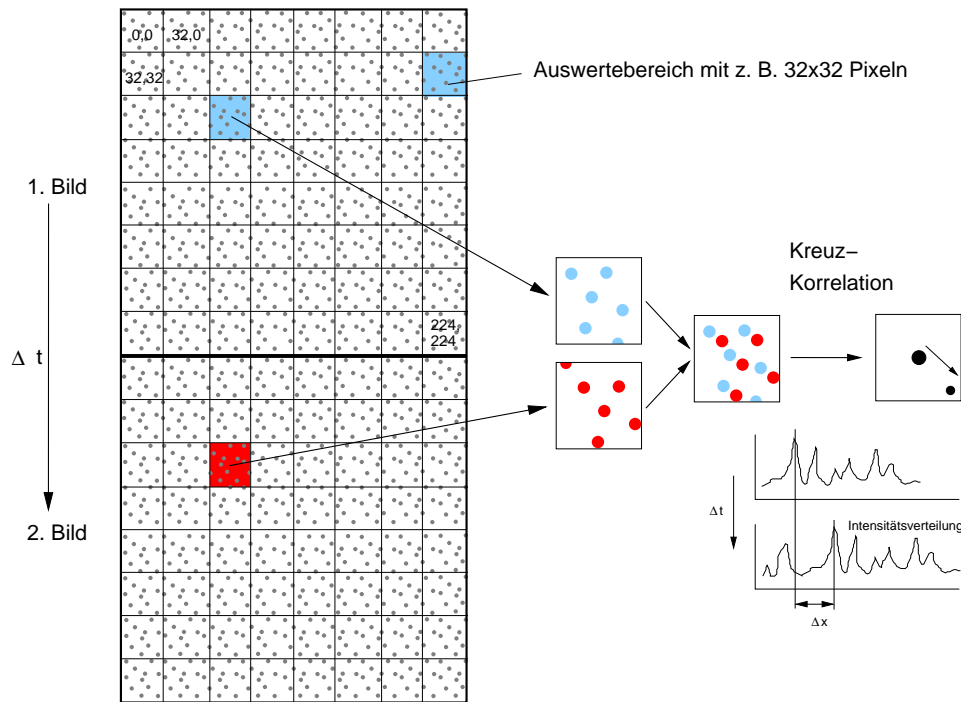 0,0 32,0
32,32
Auswertebereich mit z. B. 32x32 Pixeln
1. Bild
Kreuz–
Korrelation
224,
224
Δ t
Δt
2. Bild
Intensitätsverteilung
Δx